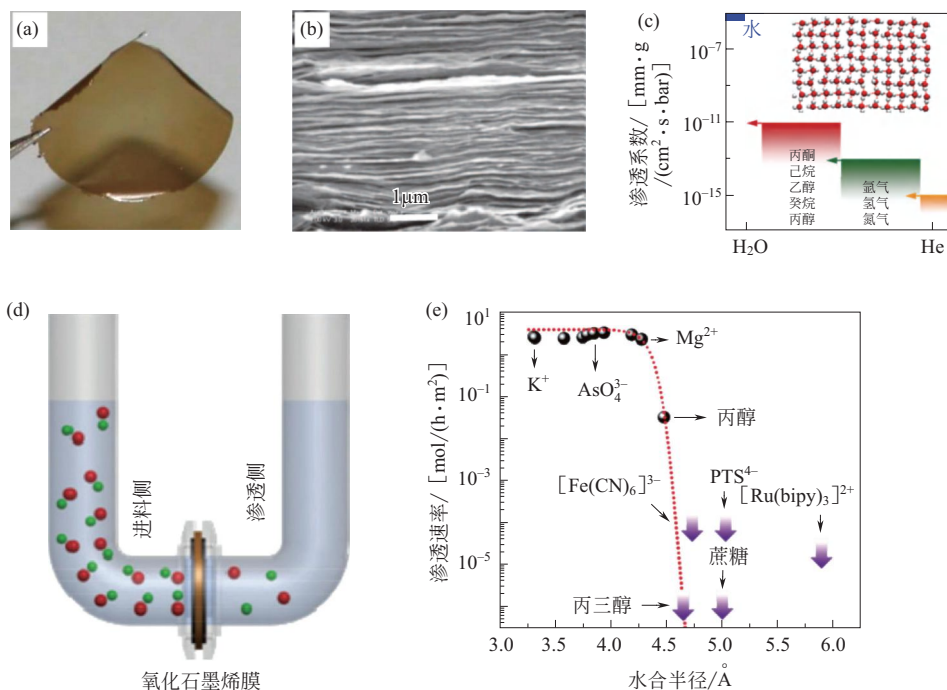 (a)
(b)
1μm
(c)
渗透系数/[mm·g
/(cm²·s·bar)]
10⁻⁷
10⁻¹¹
10⁻¹⁵
水
丙酮
己烷
乙醇
癸烷
丙醇
氩气
氢气
氮气
H₂O
He
(d)
进料侧
渗透侧
氧化石墨烯膜
(e)
渗透速率/[mol/(h·m²)]
10¹
10⁻¹
10⁻³
10⁻⁵
K⁺
AsO₄³⁻
Mg²⁺
丙醇
[Fe(CN)₆]³⁻
PTS⁴⁻
[Ru(bipy)₃]²⁺
蔗糖
丙三醇
3.0
3.5
4.0
4.5
5.0
5.5
6.0
水合半径/Å